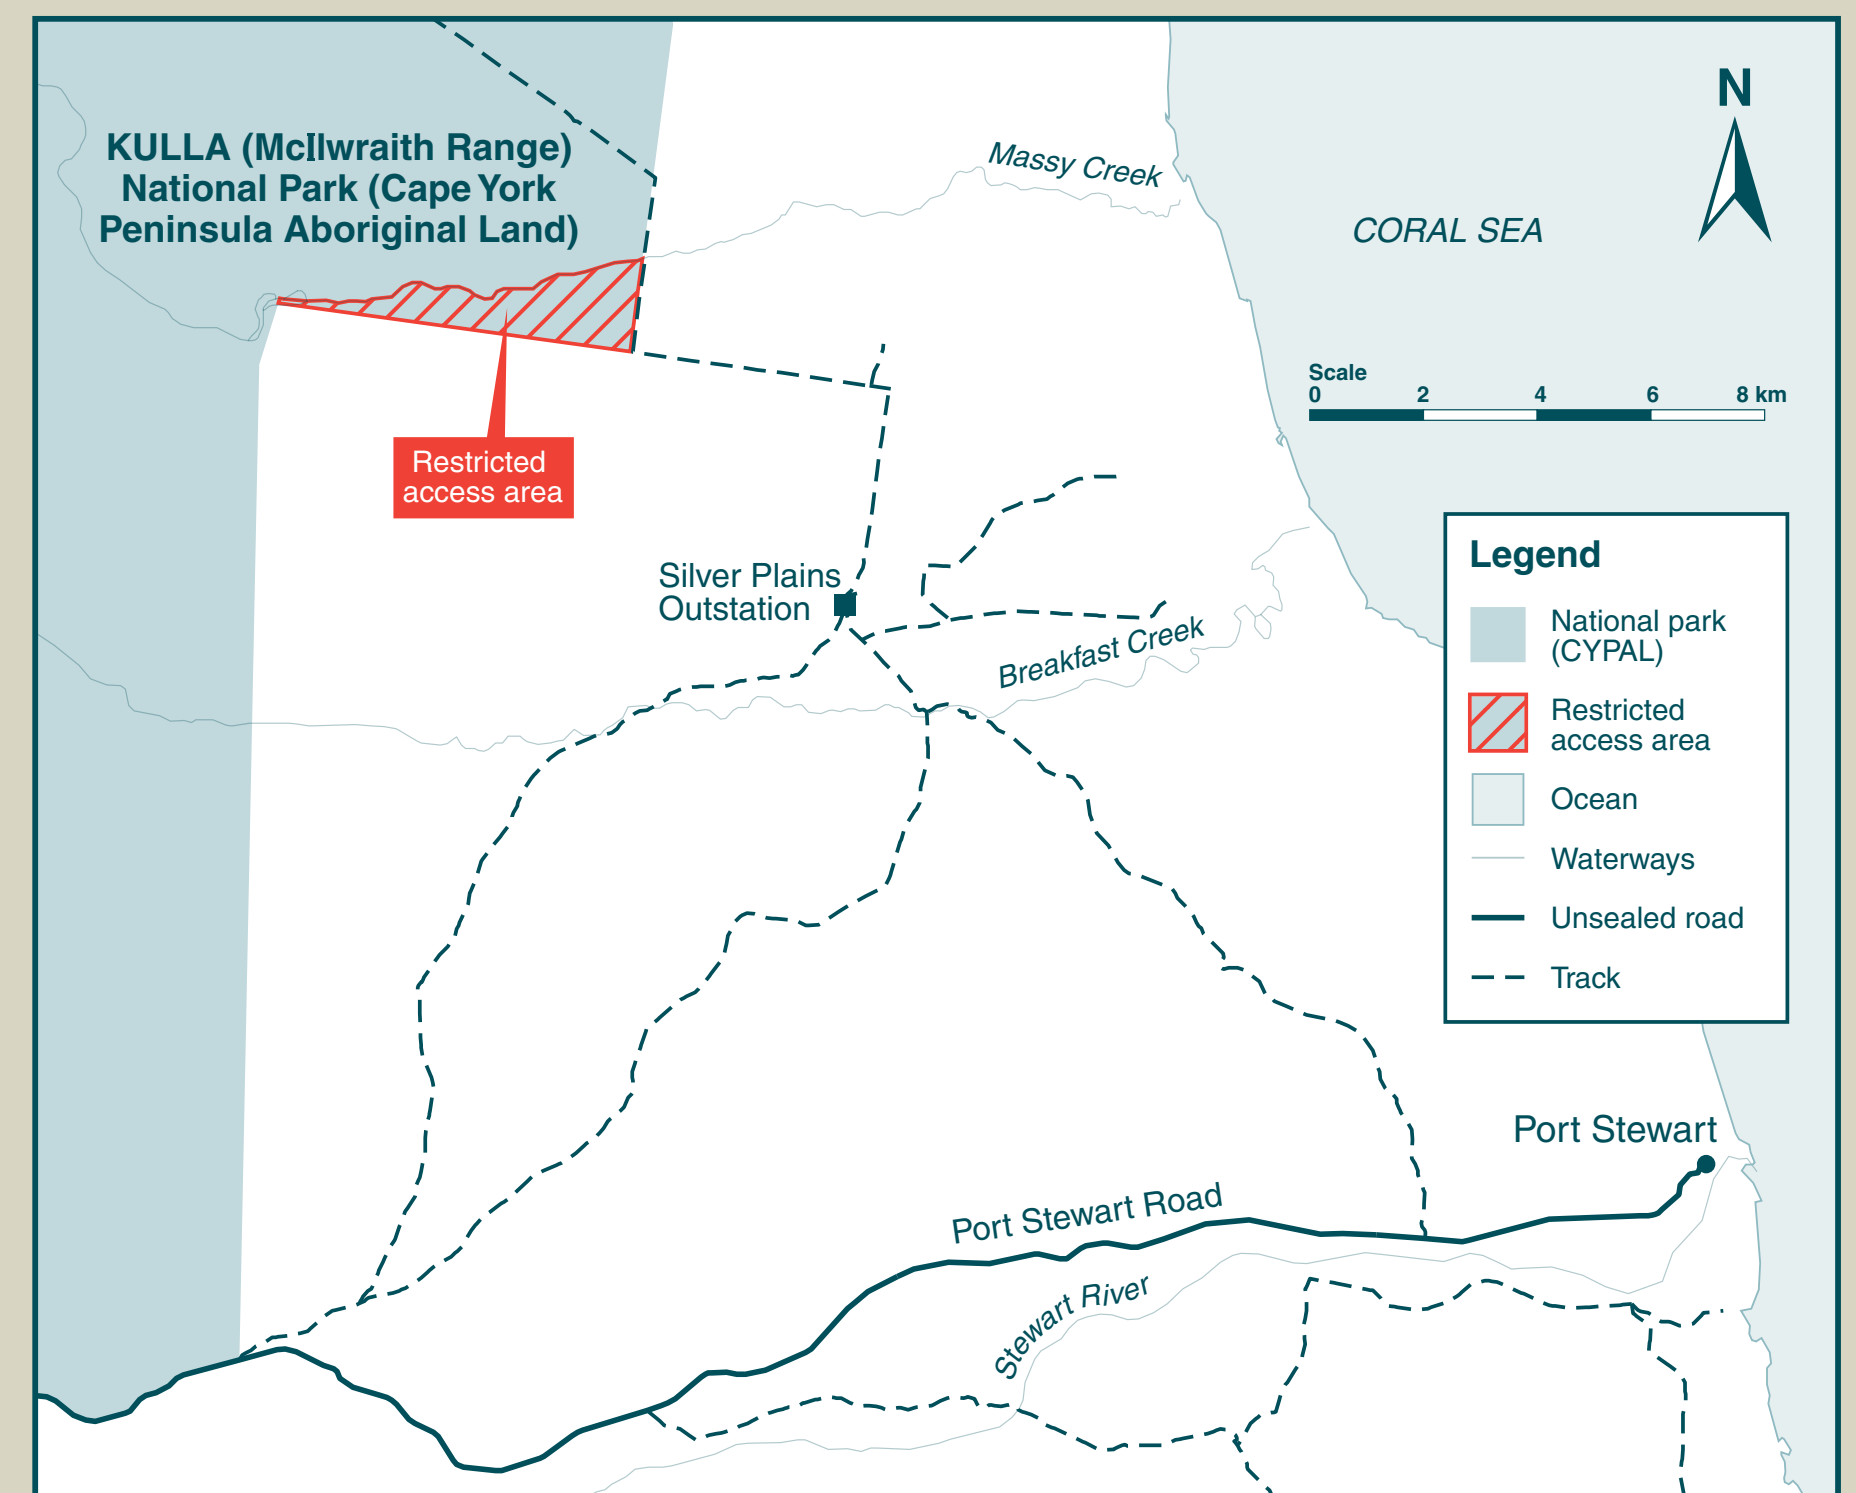 N
KULLA (McIlwraith Range)
National Park (Cape York
Peninsula Aboriginal Land)
Massy Creek
CORAL SEA
Scale
0 2 4 6 8 km
Restricted
access area
Silver Plains
Outstation
Breakfast Creek
Legend
National park
(CYPAL)
Restricted
access area
Ocean
Waterways
Unsealed road
Track
Port Stewart
Port Stewart Road
Stewart River